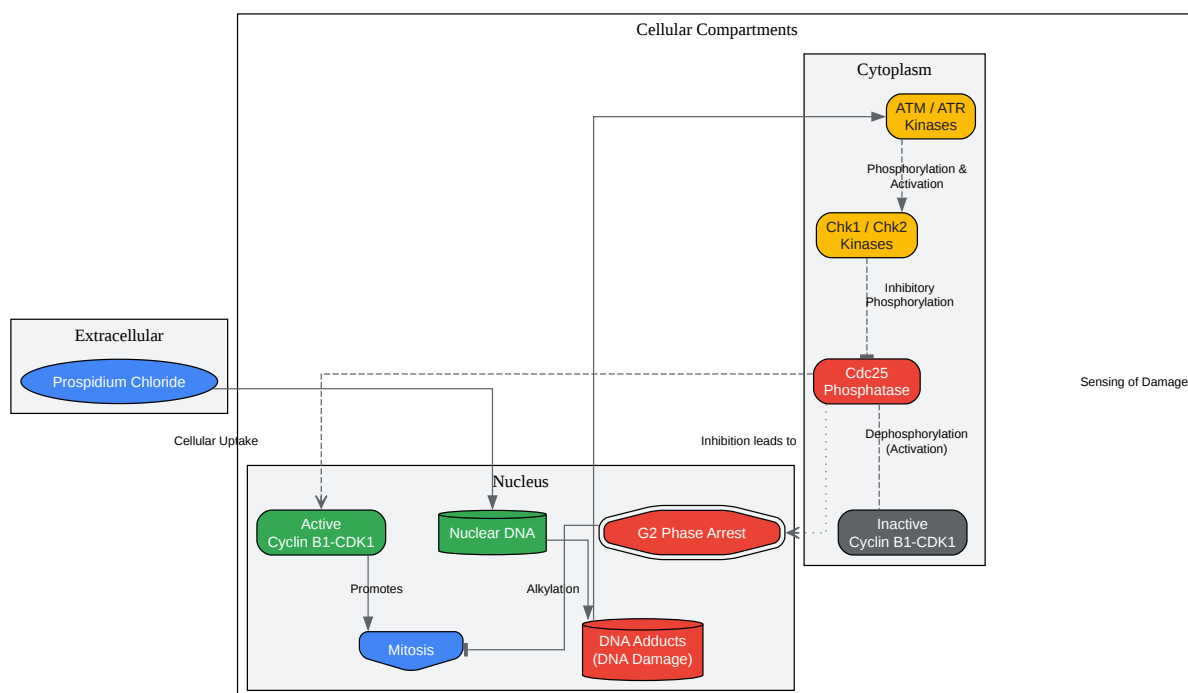 Cellular Compartments
Cytoplasm
ATM / ATR
Kinases
Phosphorylation &
Activation
Chk1 / Chk2
Kinases
Inhibitory
Phosphorylation
Extracellular
Prospidium Chloride
Cdc25
Phosphatase
Sensing of Damage
Cellular Uptake
Inhibition leads to
Dephosphorylation
(Activation)
Nucleus
Active
Cyclin B1-CDK1
Nuclear DNA
G2 Phase Arrest
Inactive
Cyclin B1-CDK1
Promotes
Alkylation
Mitosis
DNA Adducts
(DNA Damage)